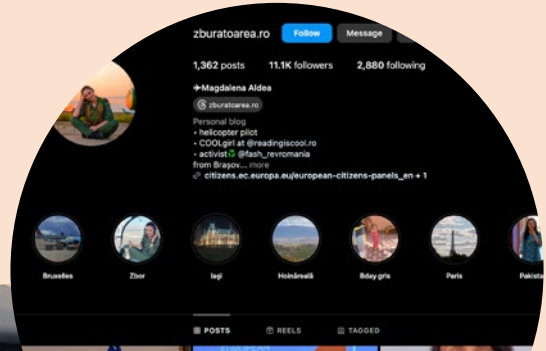 zburatoarea.ro Follow Message
1,362 posts 11.1K followers 2,880 following
✈Magdalena Aldea
zburatoarea.ro
Personal blog
• helicopter pilot
• COOLgirl at @readingiscool.ro
• activist♻ @fash_revromania
from Brașov... more
citizens.ec.europa.eu/european-citizens-panels_en + 1
Bruxelles Zbor Iași Hoinăreală Bday gris Paris Pakista
POSTS REELS TAGGED